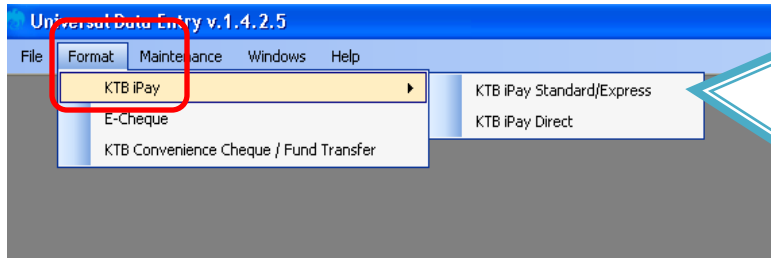 Universal Data Entry v.1.4.2.5
File Format Maintenance Windows Help
KTB iPay
E-Cheque
KTB Convenience Cheque / Fund Transfer
KTB iPay Standard/Express
KTB iPay Direct